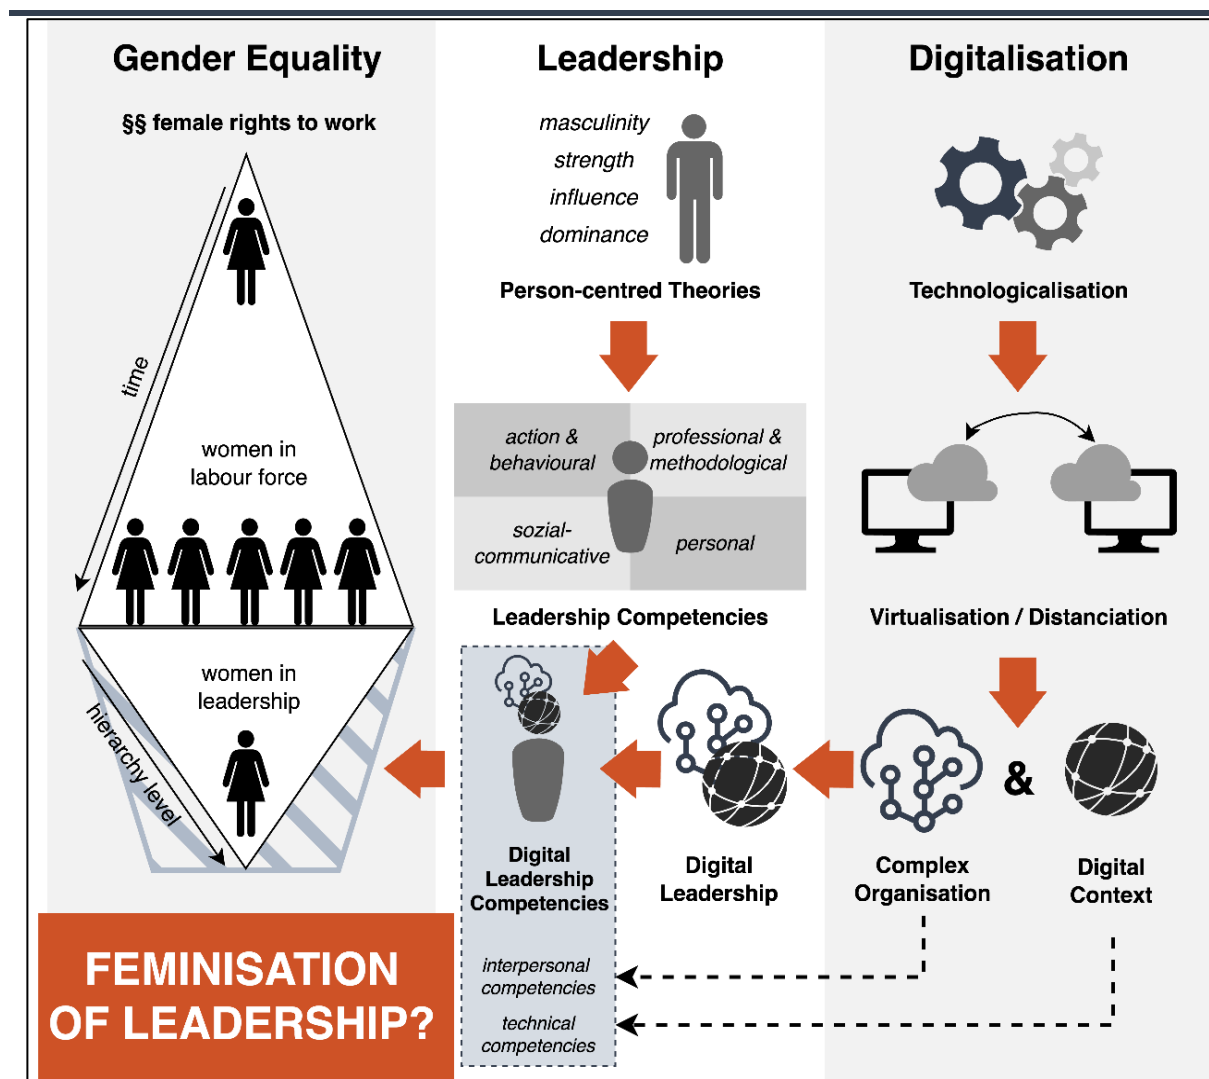 Gender Equality
§§ female rights to work
time
women in
labour force
women in
leadership
hierarchy level
FEMINISATION
OF LEADERSHIP?
Leadership
masculinity
strength
influence
dominance
Person-centred Theories
action &
behavioural
professional &
methodological
sozial-
communicative
personal
Leadership Competencies
Digital
Leadership
Competencies
interpersonal
competencies
technical
competencies
Digital
Leadership
Digitalisation
Technologicalisation
Virtualisation / Distanciation
&
Complex
Organisation
Digital
Context